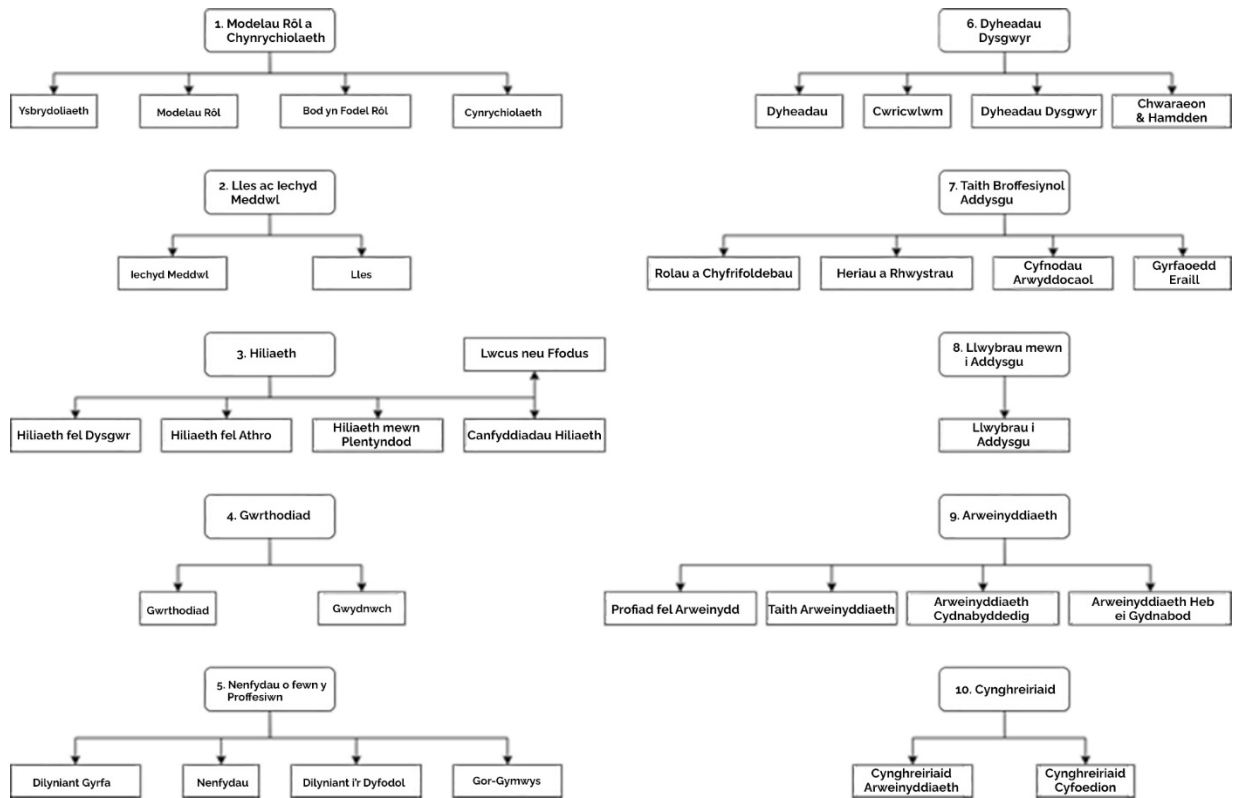 1. Modelau Rôl a
Chynrychiolaeth
Ysbrydoliaeth
Modelau Rôl
Bod yn Fodel Rôl
Cynrychiolaeth
2. Lles ac Iechyd
Meddwl
Iechyd Meddwl
Lles
3. Hiliaeth
Lwcus neu Ffodus
Hiliaeth fel Dysgwr
Hiliaeth fel Athro
Hiliaeth mewn
Plentyndod
Canfyddiadau Hiliaeth
4. Gwrthodiad
Gwrthodiad
Gwydnwch
5. Nenfydau o fewn y
Proffesiwn
Dilyniant Gyrfa
Nenfydau
Dilyniant i'r Dyfodol
Gor-Gymwys
6. Dyheadau
Dysgwyr
Dyheadau
Cwricwlwm
Dyheadau Dysgwyr
Chwaraeon
& Hamdden
7. Taith Broffesiynol
Addysgu
Rolau a Chyfrifoldebau
Heriau a Rhwystrau
Cyfnodau
Arwyddocaol
Gyrfaoedd
Eraill
8. Llwybrau mewn
i Addysgu
Llwybrau i
Addysgu
9. Arweinyddiaeth
Profiad fel Arweinydd
Taith Arweinyddiaeth
Arweinyddiaeth
Cydnabyddedig
Arweinyddiaeth Heb
ei Gydnabod
10. Cynghreiriaid
Cynghreiriaid
Arweinyddiaeth
Cynghreiriaid
Cyfoedion